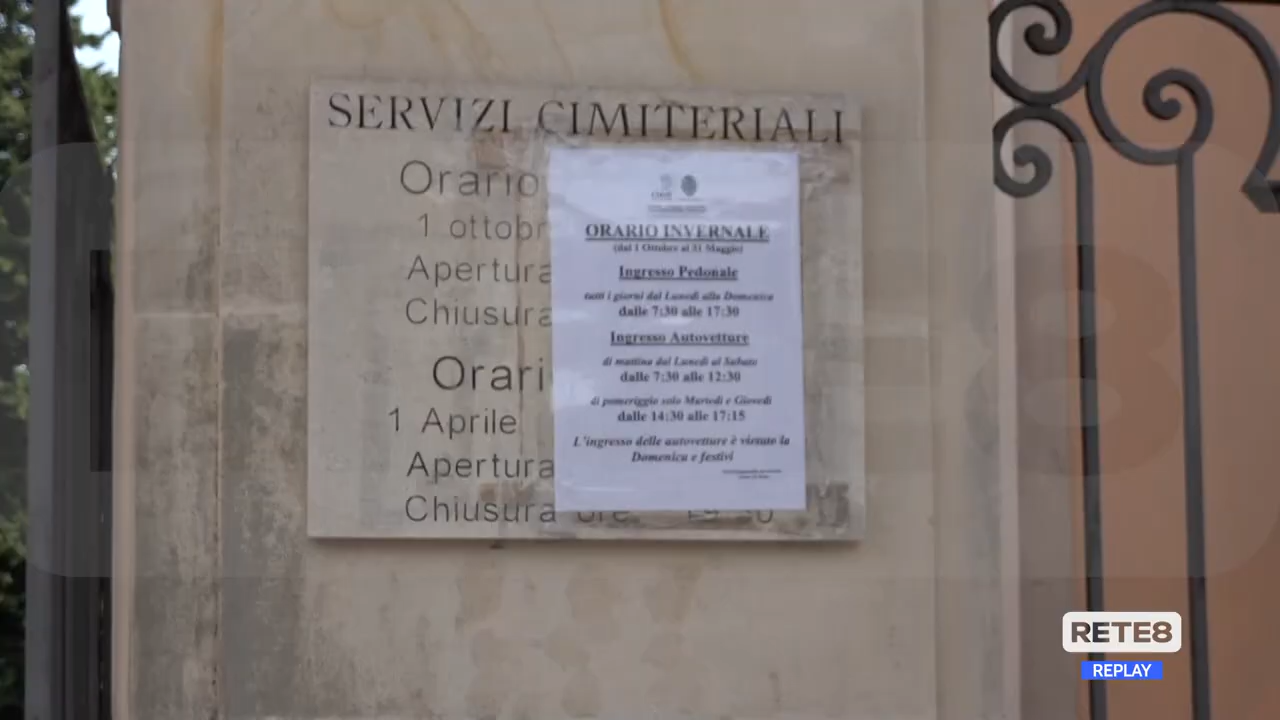 SERVIZI CIMITERIALI
Orario
1 ottobr
Apertura
Chiusura
Orari
1 Aprile
Apertura
Chiusura ore
ORARIO INVERNALE
(dal 1 Ottobre al 31 Maggio)
Ingresso Pedonale
tutti i giorni dal Lunedì alla Domenica
dalle 7:30 alle 17:30
Ingresso Autovetture
di mattina dal Lunedì al Sabato
dalle 7:30 alle 12:30
di pomeriggio solo Martedì e Giovedì
dalle 14:30 alle 17:15
L'ingresso delle autovetture è vietato la
Domenica e festivi
RETE8
REPLAY